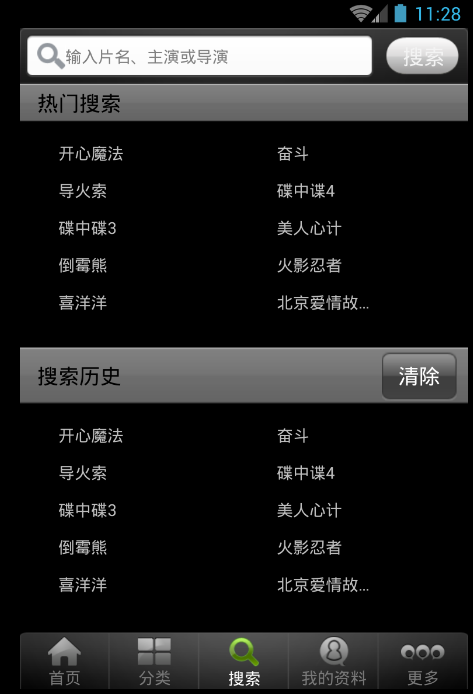 11:28
输入片名、主演或导演 搜索
热门搜索
开心魔法 奋斗
导火索 碟中谍4
碟中碟3 美人心计
倒霉熊 火影忍者
喜洋洋 北京爱情故...
搜索历史 清除
开心魔法 奋斗
导火索 碟中谍4
碟中碟3 美人心计
倒霉熊 火影忍者
喜洋洋 北京爱情故...
首页 分类 搜索 我的资料 更多